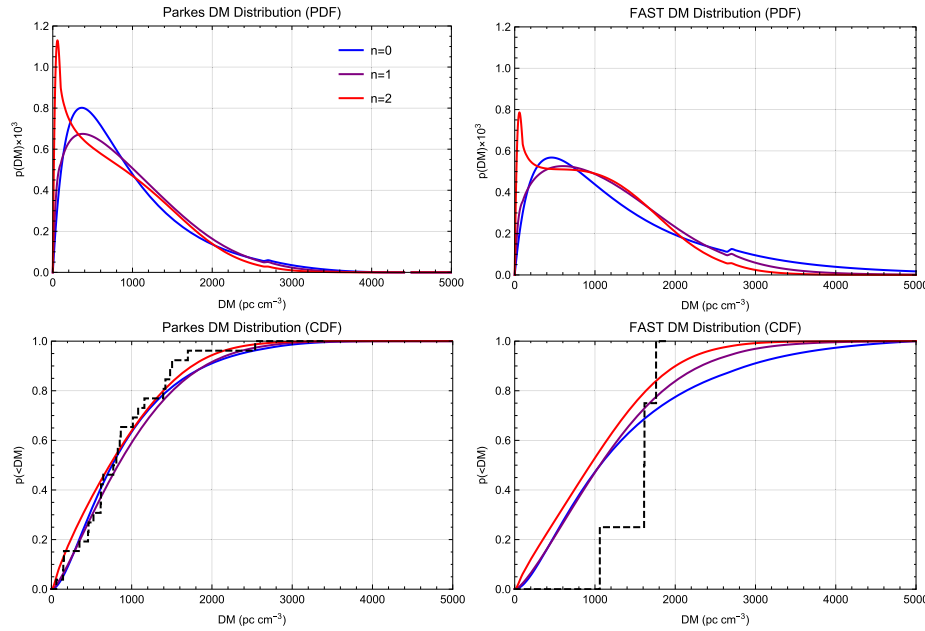 Parkes DM Distribution (PDF)
1.2
1.0
0.8
0.6
0.4
0.2
0.0
p(DM)×10³
n=0
n=1
n=2
0 1000 2000 3000 4000 5000
DM (pc cm⁻³)
FAST DM Distribution (PDF)
1.2
1.0
0.8
0.6
0.4
0.2
0.0
p(DM)×10³
0 1000 2000 3000 4000 5000
DM (pc cm⁻³)
Parkes DM Distribution (CDF)
1.0
0.8
0.6
0.4
0.2
0.0
p(<DM)
0 1000 2000 3000 4000 5000
DM (pc cm⁻³)
FAST DM Distribution (CDF)
1.0
0.8
0.6
0.4
0.2
0.0
p(<DM)
0 1000 2000 3000 4000 5000
DM (pc cm⁻³)